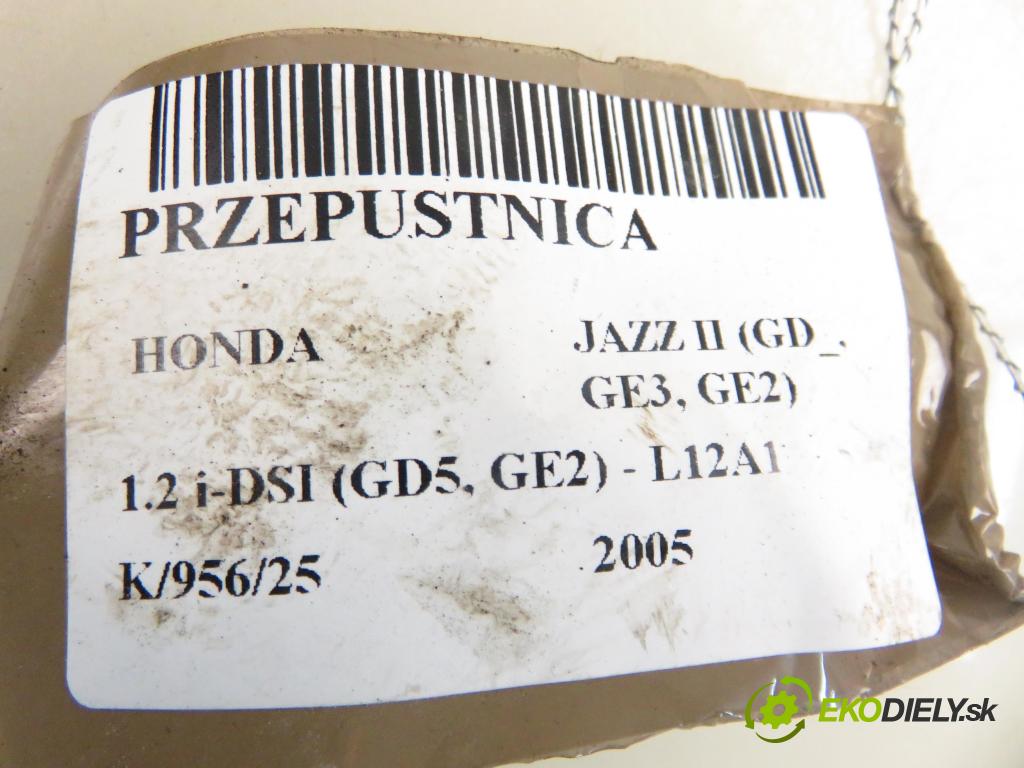 PRZEPUSTNICA
HONDA
JAZZ II (GD_,
GE3, GE2)
1.2 i-DSI (GD5, GE2) - L12A1
K/956/25
2005
EKODIELY.sk